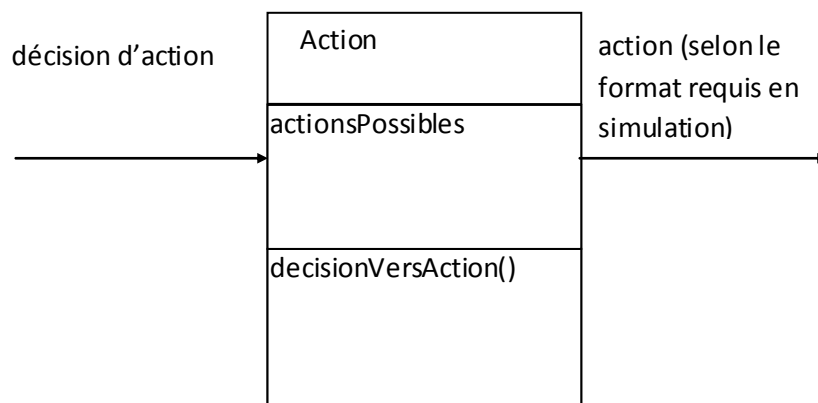 décision d’action
Action
actionsPossibles
decisionVersAction()
action (selon le
format requis en
simulation)